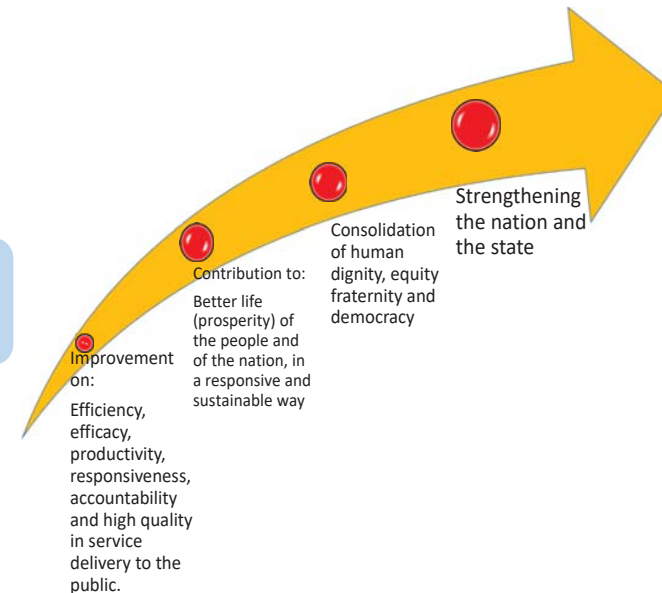 Improvement
on:
Efficiency,
efficacy,
productivity,
responsiveness,
accountability
and high quality
in service
delivery to the
public.
Contribution to:
Better life
(prosperity) of
the people and
of the nation, in
a responsive and
sustainable way
Consolidation
of human
dignity, equity
fraternity and
democracy
Strengthening
the nation and
the state